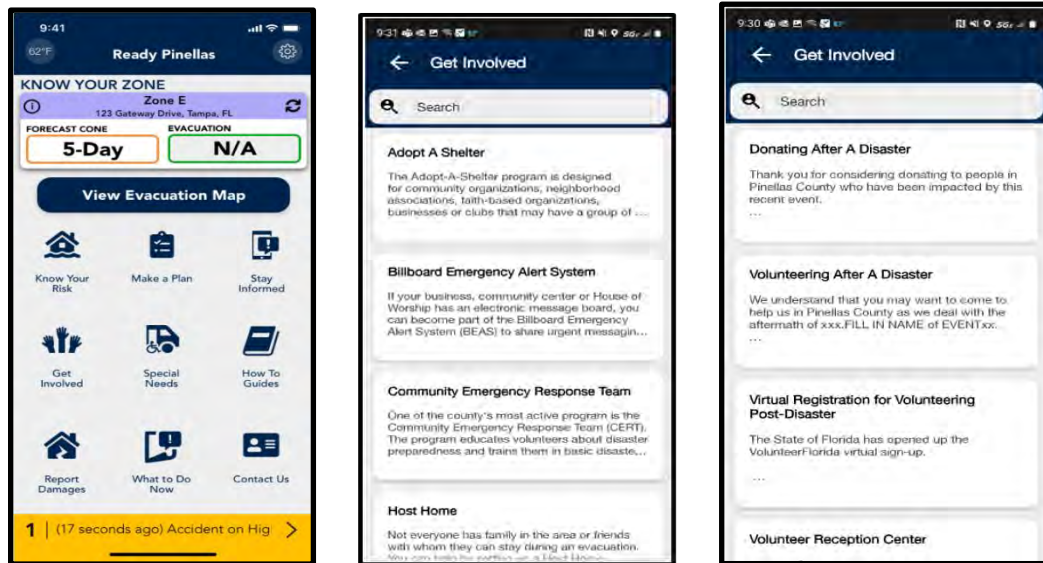 9:41
62°F
Ready Pinellas
KNOW YOUR ZONE
Zone E
123 Gateway Drive, Tampa, FL
FORECAST CONE
EVACUATION
5-Day
N/A
View Evacuation Map
Know Your
Risk
Make a Plan
Stay
Informed
Get
Involved
Special
Needs
How To
Guides
Report
Damages
What to Do
Now
Contact Us
1 | (17 seconds ago) Accident on Hig
9:31
Get Involved
Search
Adopt A Shelter
The Adopt-A-Shelter program is designed
for community organizations, neighborhood
associations, faith-based organizations,
businesses or clubs that may have a group of ...
Billboard Emergency Alert System
If your business, community center or House of
Worship has an electronic message board, you
can become part of the Billboard Emergency
Alert System (BEAS) to share urgent messagin...
Community Emergency Response Team
One of the county's most active program is the
Community Emergency Response Team (CERT).
The program educates volunteers about disaster
preparedness and trains them in basic disaste...
Host Home
Not everyone has family in the area or friends
with whom they can stay during an evacuation.
You can help by setting up a Host Home
9:30
Get Involved
Search
Donating After A Disaster
Thank you for considering donating to people in
Pinellas County who have been impacted by this
recent event.
...
Volunteering After A Disaster
We understand that you may want to come to
help us in Pinellas County as we deal with the
aftermath of xxx.FILL IN NAME of EVENTxx.
...
Virtual Registration for Volunteering
Post-Disaster
The State of Florida has opened up the
VolunteerFlorida virtual sign-up.
...
Volunteer Reception Center